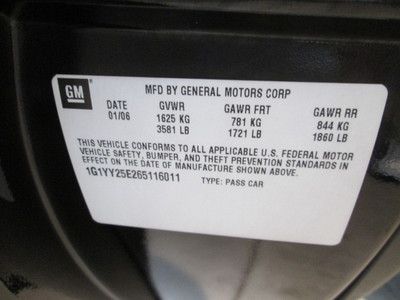 GM
MFD BY GENERAL MOTORS CORP
DATE GVWR GAWR FRT GAWR RR
01/06 1625 KG 781 KG 844 KG
3581 LB 1721 LB 1860 LB
THIS VEHICLE CONFORMS TO ALL APPLICABLE U.S. FEDERAL MOTOR
VEHICLE SAFETY, BUMPER, AND THEFT PREVENTION STANDARDS IN
EFFECT ON THE DATE OF MANUFACTURE SHOWN ABOVE.
1G1YY25E265116011 TYPE: PASS CAR